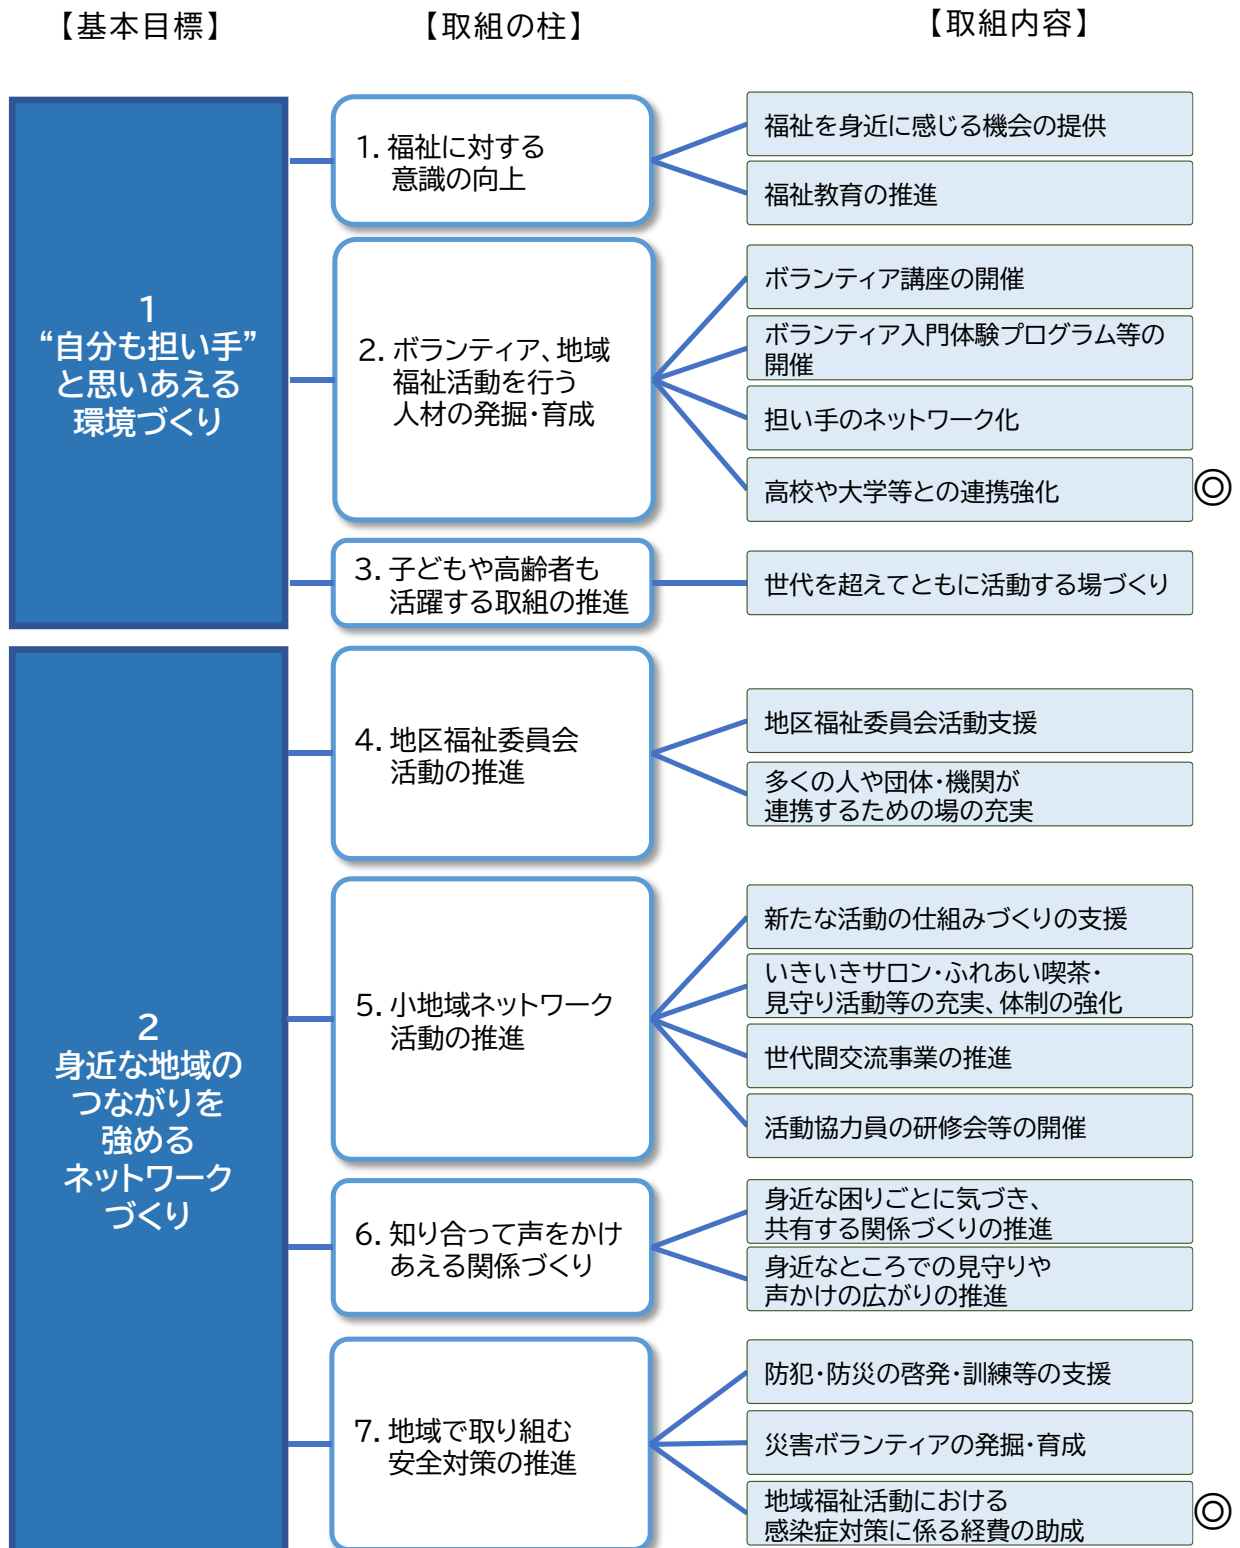 【基本目標】
【取組の柱】
【取組内容】
1
“自分も担い手”
と思いあえる
環境づくり
1. 福祉に対する
意識の向上
福祉を身近に感じる機会の提供
福祉教育の推進
2. ボランティア、地域
福祉活動を行う
人材の発掘・育成
ボランティア講座の開催
ボランティア入門体験プログラム等の
開催
担い手のネットワーク化
高校や大学等との連携強化
◎
3. 子どもや高齢者も
活躍する取組の推進
世代を超えてともに活動する場づくり
2
身近な地域の
つながりを
強める
ネットワーク
づくり
4. 地区福祉委員会
活動の推進
地区福祉委員会活動支援
多くの人や団体・機関が
連携するための場の充実
5. 小地域ネットワーク
活動の推進
新たな活動の仕組みづくりの支援
いきいきサロン・ふれあい喫茶・
見守り活動等の充実、体制の強化
世代間交流事業の推進
活動協力員の研修会等の開催
6. 知り合って声をかけ
あえる関係づくり
身近な困りごとに気づき、
共有する関係づくりの推進
身近なところでの見守りや
声かけの広がりの推進
7. 地域で取り組む
安全対策の推進
防犯・防災の啓発・訓練等の支援
災害ボランティアの発掘・育成
地域福祉活動における
感染症対策に係る経費の助成
◎